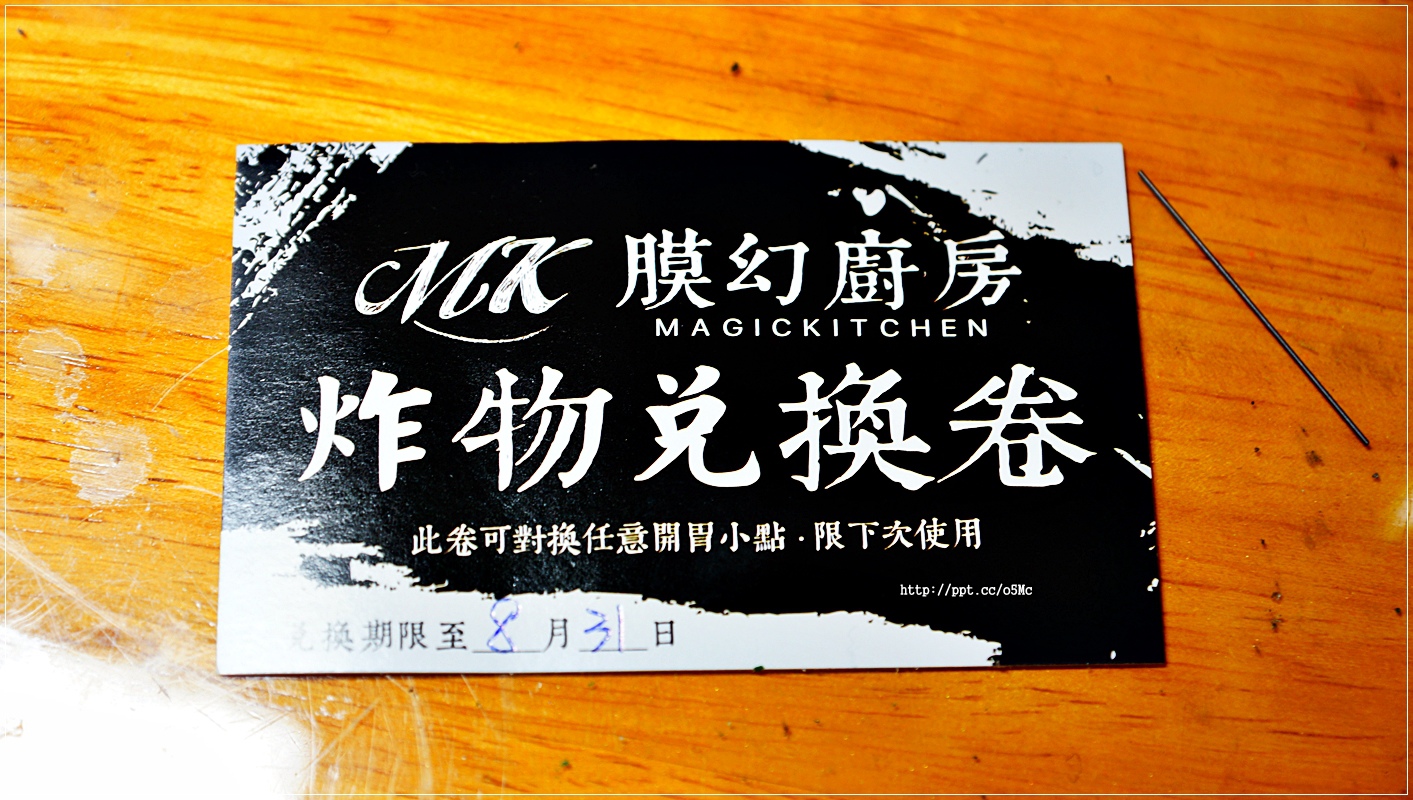 MK 膜幻廚房
MAGICKITCHEN
炸物兌換卷
此卷可對換任意開胃小點·限下次使用
http://ppt.cc/o5Mc
兌換期限至 8 月 31 日